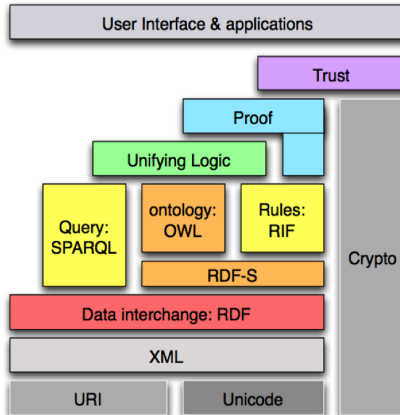 User Interface & applications
Trust
Proof
Unifying Logic
Query:
SPARQL
ontology:
OWL
Rules:
RIF
Crypto
RDF-S
Data interchange: RDF
XML
URI
Unicode